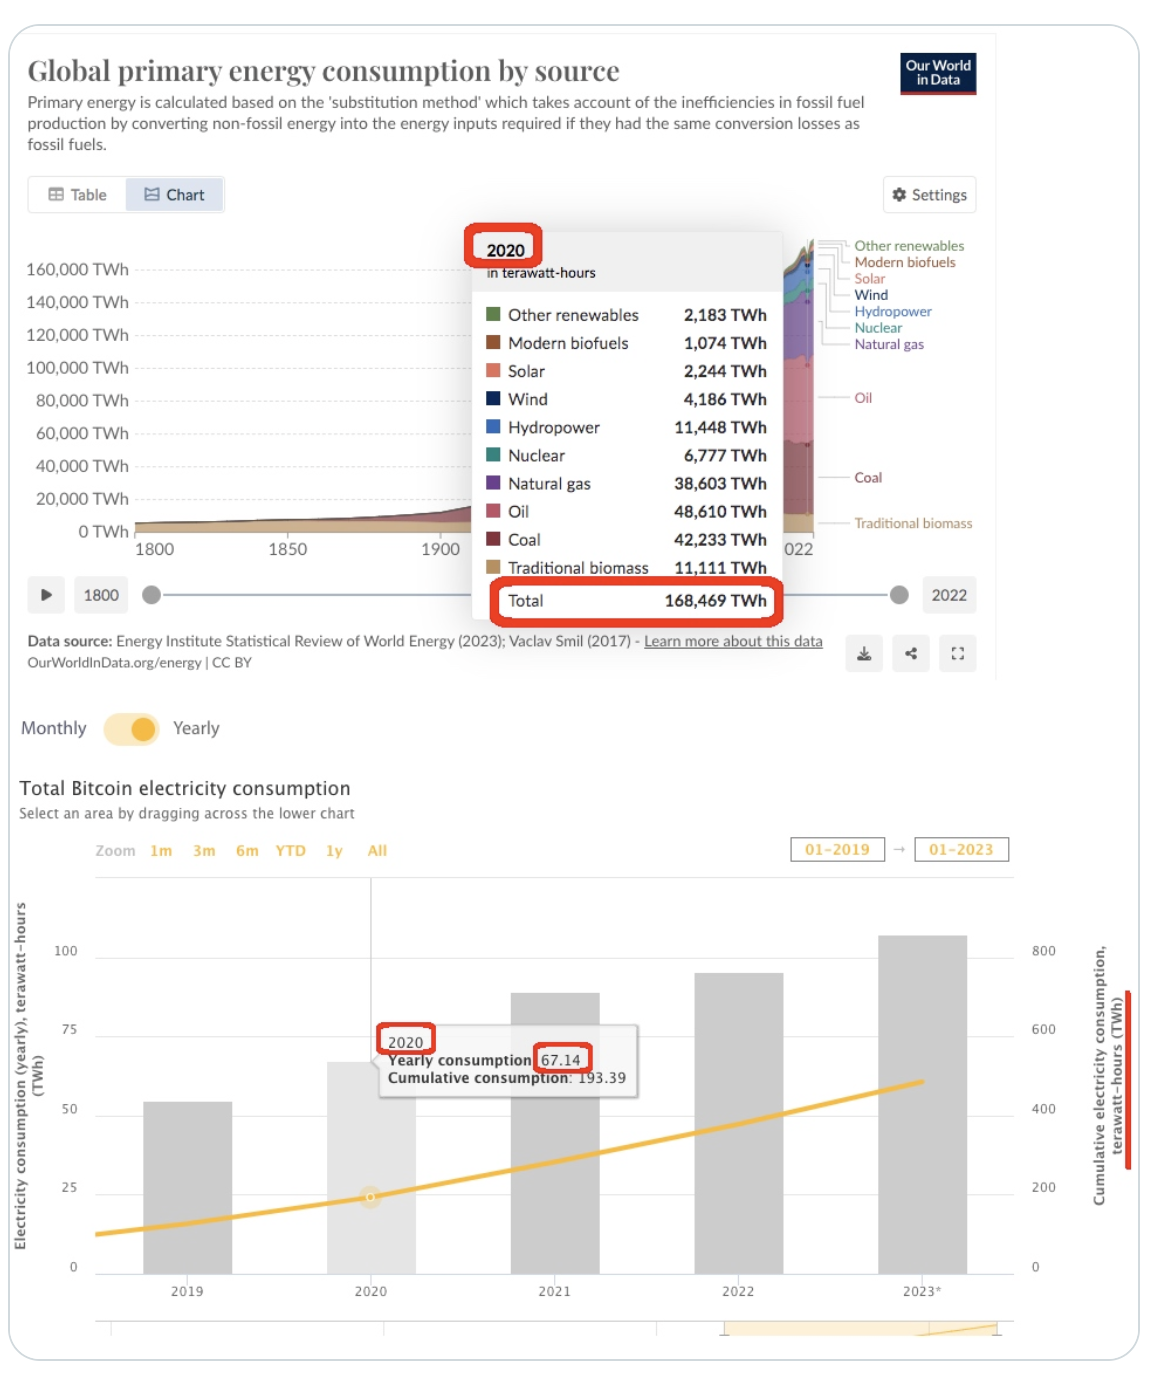 Global primary energy consumption by source
Our World
in Data
Primary energy is calculated based on the 'substitution method' which takes account of the inefficiencies in fossil fuel
production by converting non-fossil energy into the energy inputs required if they had the same conversion losses as
fossil fuels.
Table
Chart
Settings
160,000 TWh
140,000 TWh
120,000 TWh
100,000 TWh
80,000 TWh
60,000 TWh
40,000 TWh
20,000 TWh
0 TWh
1800
1850
1900
022
2020
in terawatt-hours
Other renewables 2,183 TWh
Modern biofuels 1,074 TWh
Solar 2,244 TWh
Wind 4,186 TWh
Hydropower 11,448 TWh
Nuclear 6,777 TWh
Natural gas 38,603 TWh
Oil 48,610 TWh
Coal 42,233 TWh
Traditional biomass 11,111 TWh
Total 168,469 TWh
Other renewables
Modern biofuels
Solar
Wind
Hydropower
Nuclear
Natural gas
Oil
Coal
Traditional biomass
1800
2022
Data source: Energy Institute Statistical Review of World Energy (2023); Vaclav Smil (2017) - Learn more about this data
OurWorldInData.org/energy | CC BY
Monthly
Yearly
Total Bitcoin electricity consumption
Select an area by dragging across the lower chart
Zoom 1m 3m 6m YTD 1y All
01-2019 → 01-2023
Electricity consumption (yearly), terawatt-hours
(TWh)
100
75
50
25
0
2020
Yearly consumption: 67.14
Cumulative consumption: 193.39
800
600
400
200
0
Cumulative electricity consumption,
terawatt-hours (TWh)
2019
2020
2021
2022
2023*